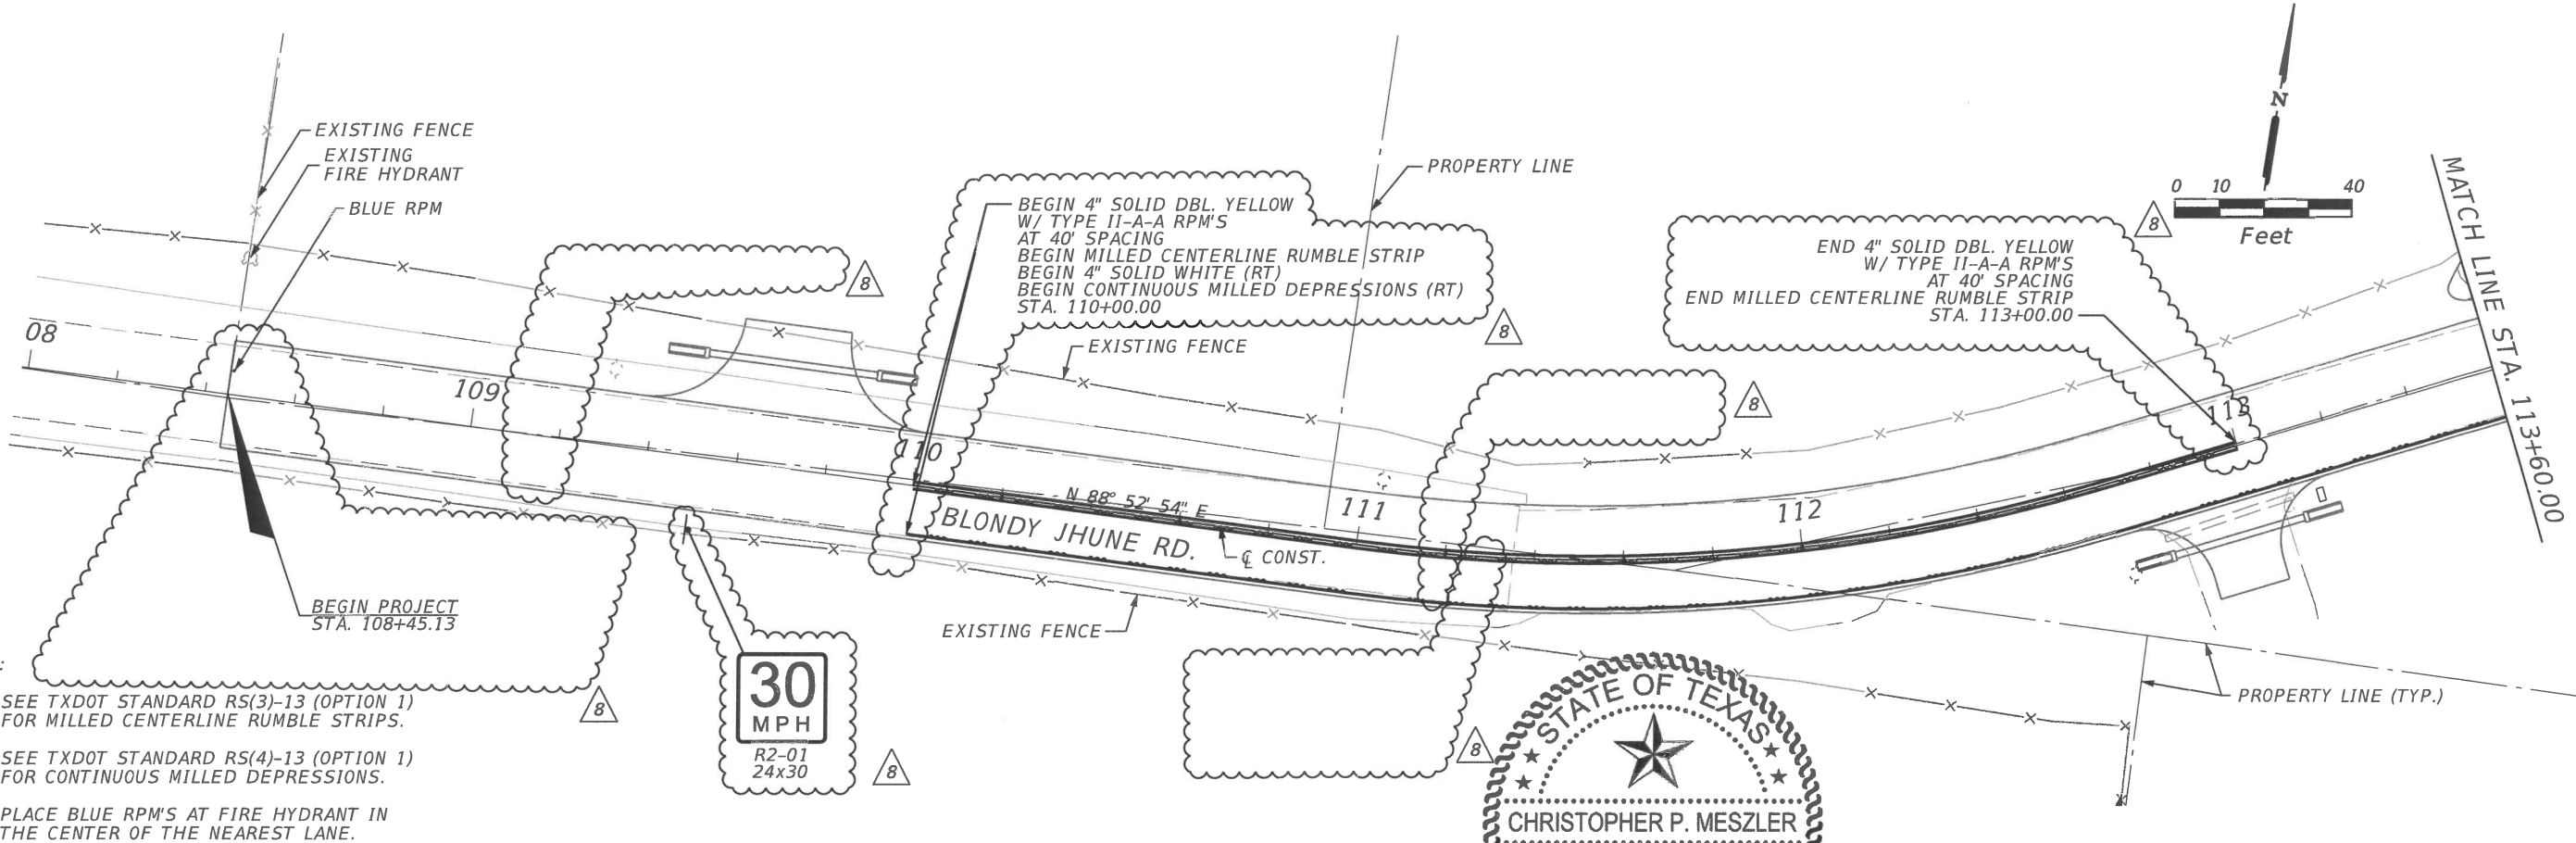 EXISTING FENCE
EXISTING
FIRE HYDRANT
BLUE RPM
08
109
110
111
112
113
8
BEGIN 4" SOLID DBL. YELLOW
W/ TYPE II-A-A RPM'S
AT 40' SPACING
BEGIN MILLED CENTERLINE RUMBLE STRIP
BEGIN 4" SOLID WHITE (RT)
BEGIN CONTINUOUS MILLED DEPRESSIONS (RT)
STA. 110+00.00
8
EXISTING FENCE
PROPERTY LINE
8
END 4" SOLID DBL. YELLOW
W/ TYPE II-A-A RPM'S
AT 40' SPACING
END MILLED CENTERLINE RUMBLE STRIP
STA. 113+00.00
8
N
0 10 40
Feet
MATCH LINE STA. 113+60.00
N 88° 52' 54" E
BLONDY JHUNE RD.
℄ CONST.
EXISTING FENCE
BEGIN PROJECT
STA. 108+45.13
8
30
MPH
R2-01
24x30
8
8
PROPERTY LINE (TYP.)
:
SEE TXDOT STANDARD RS(3)-13 (OPTION 1)
FOR MILLED CENTERLINE RUMBLE STRIPS.
SEE TXDOT STANDARD RS(4)-13 (OPTION 1)
FOR CONTINUOUS MILLED DEPRESSIONS.
PLACE BLUE RPM'S AT FIRE HYDRANT IN
THE CENTER OF THE NEAREST LANE.
STATE OF TEXAS
CHRISTOPHER P. MESZLER